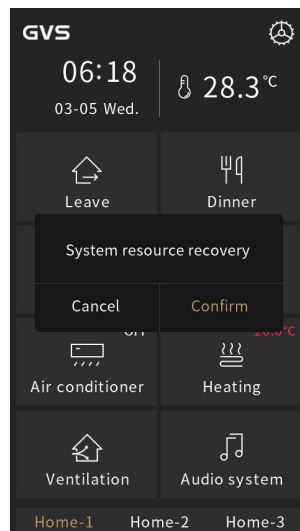 GVS
06:18
03-05 Wed.
28.3°C
Leave
Dinner
System resource recovery
Cancel
Confirm
Air conditioner
Heating
Ventilation
Audio system
Home-1
Home-2
Home-3